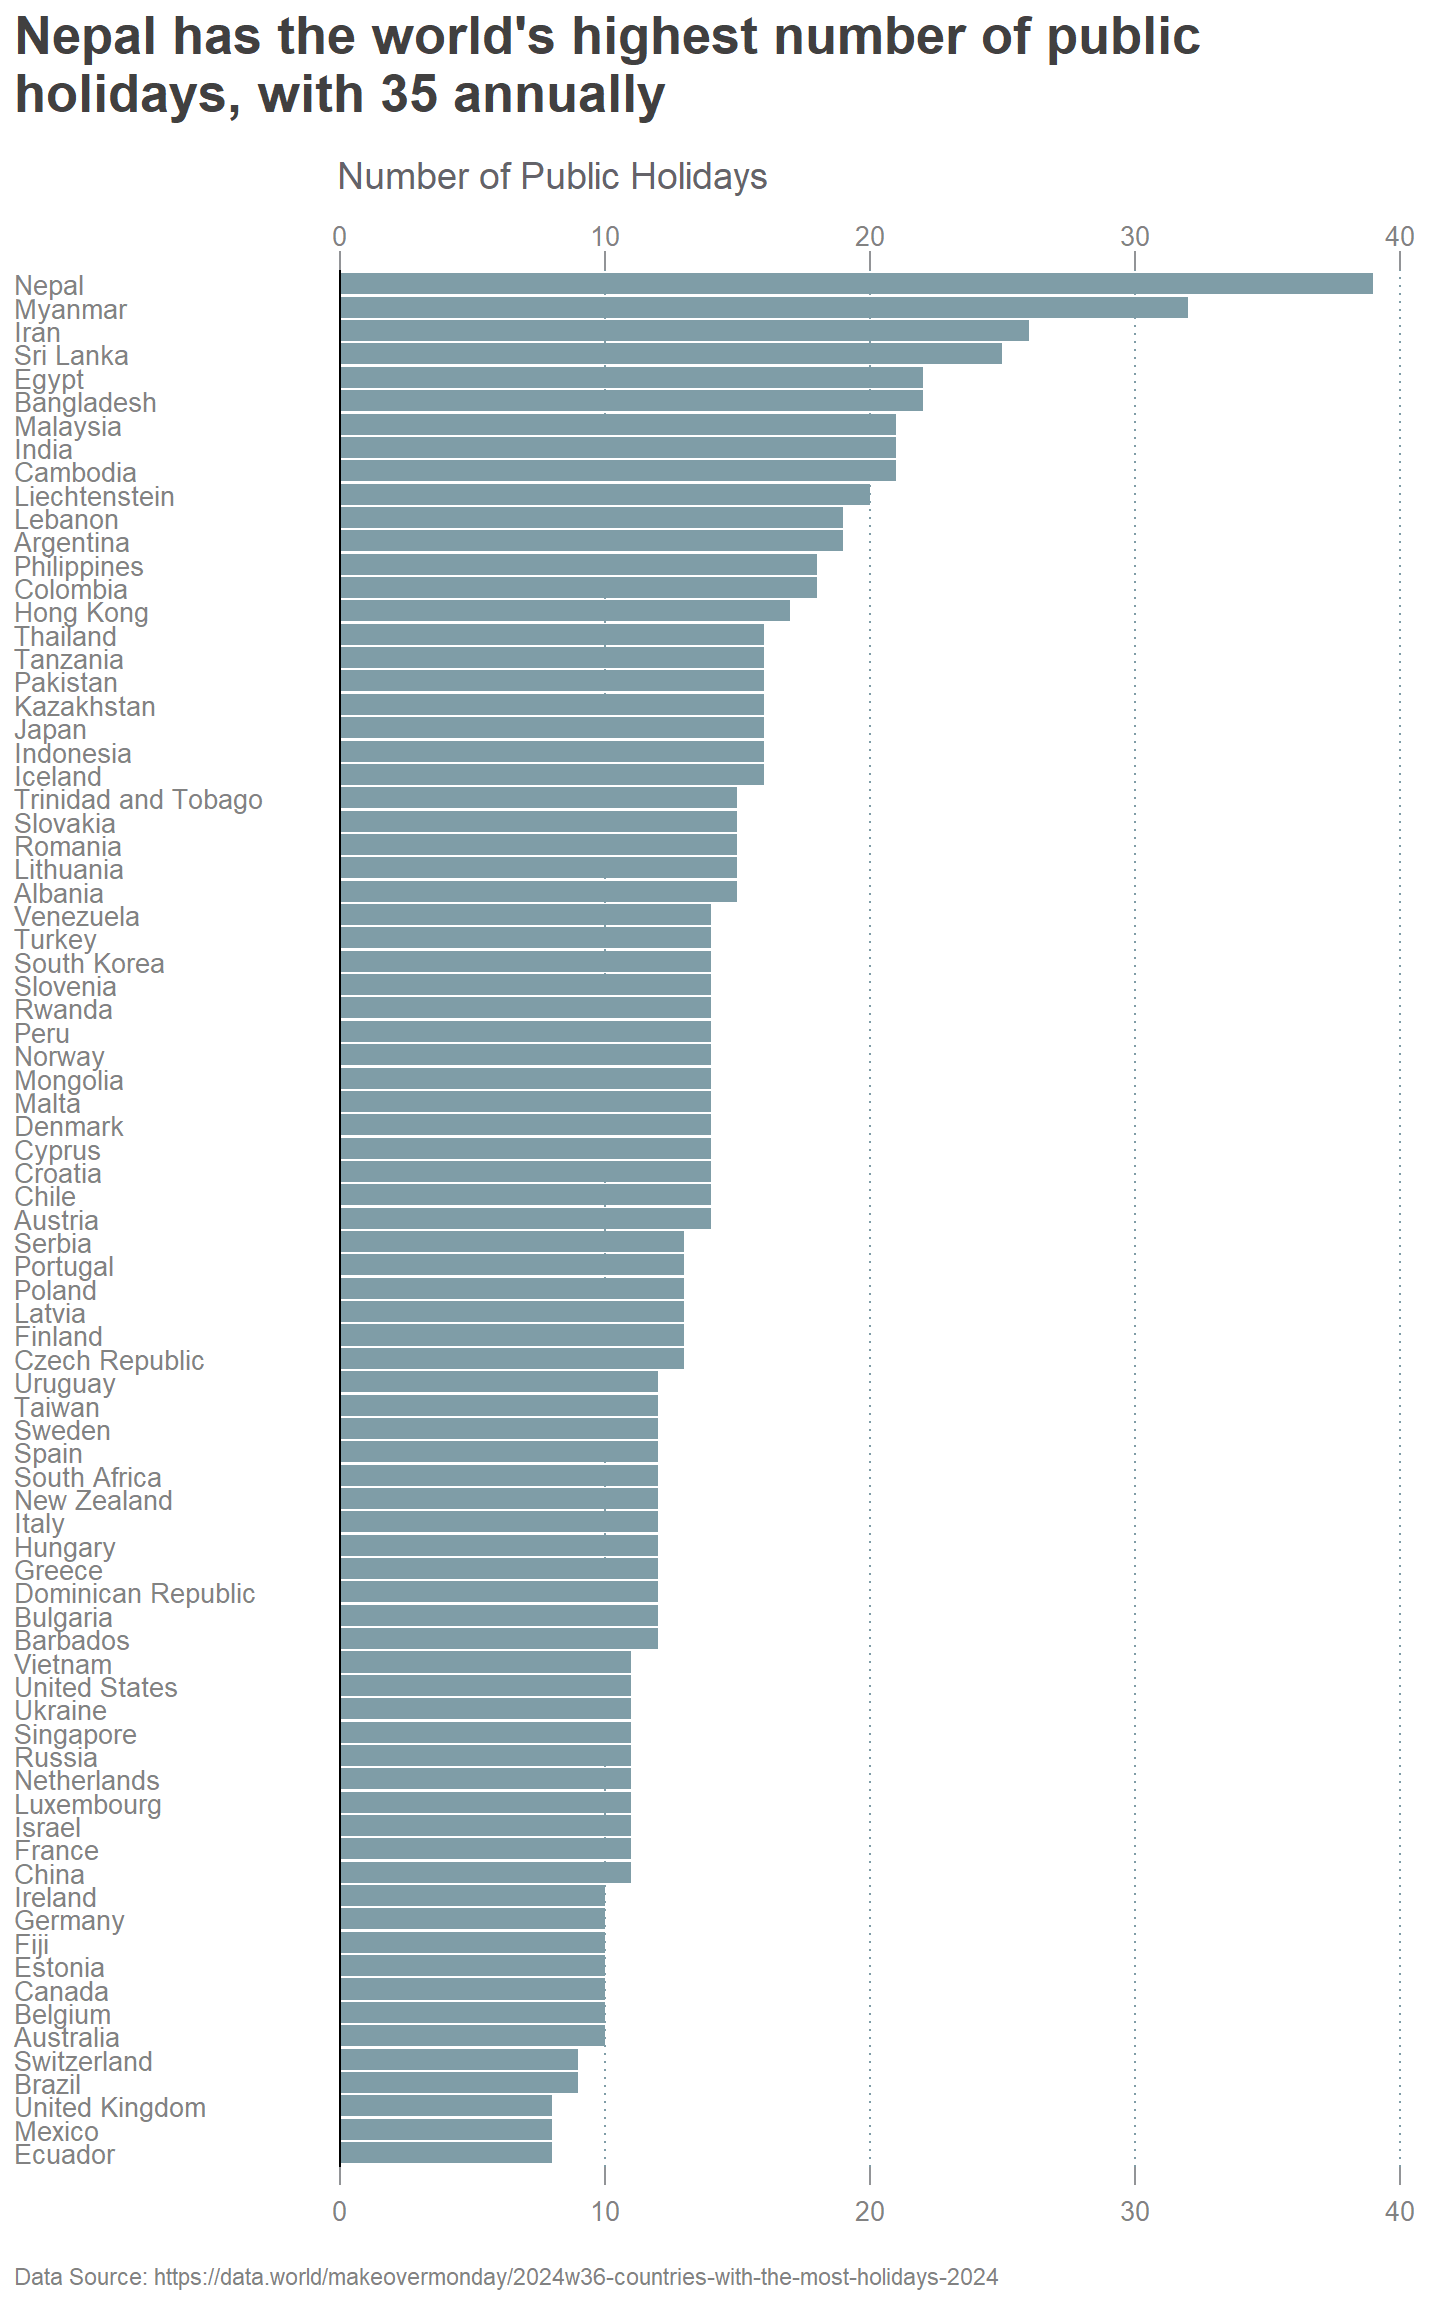 Nepal has the world's highest number of public
holidays, with 35 annually
Number of Public Holidays
0 10 20 30 40
Nepal
Myanmar
Iran
Sri Lanka
Egypt
Bangladesh
Malaysia
India
Cambodia
Liechtenstein
Lebanon
Argentina
Philippines
Colombia
Hong Kong
Thailand
Tanzania
Pakistan
Kazakhstan
Japan
Indonesia
Iceland
Trinidad and Tobago
Slovakia
Romania
Lithuania
Albania
Venezuela
Turkey
South Korea
Slovenia
Rwanda
Peru
Norway
Mongolia
Malta
Denmark
Cyprus
Croatia
Chile
Austria
Serbia
Portugal
Poland
Latvia
Finland
Czech Republic
Uruguay
Taiwan
Sweden
Spain
South Africa
New Zealand
Italy
Hungary
Greece
Dominican Republic
Bulgaria
Barbados
Vietnam
United States
Ukraine
Singapore
Russia
Netherlands
Luxembourg
Israel
France
China
Ireland
Germany
Fiji
Estonia
Canada
Belgium
Australia
Switzerland
Brazil
United Kingdom
Mexico
Ecuador
0 10 20 30 40
Data Source: https://data.world/makeovermonday/2024w36-countries-with-the-most-holidays-2024